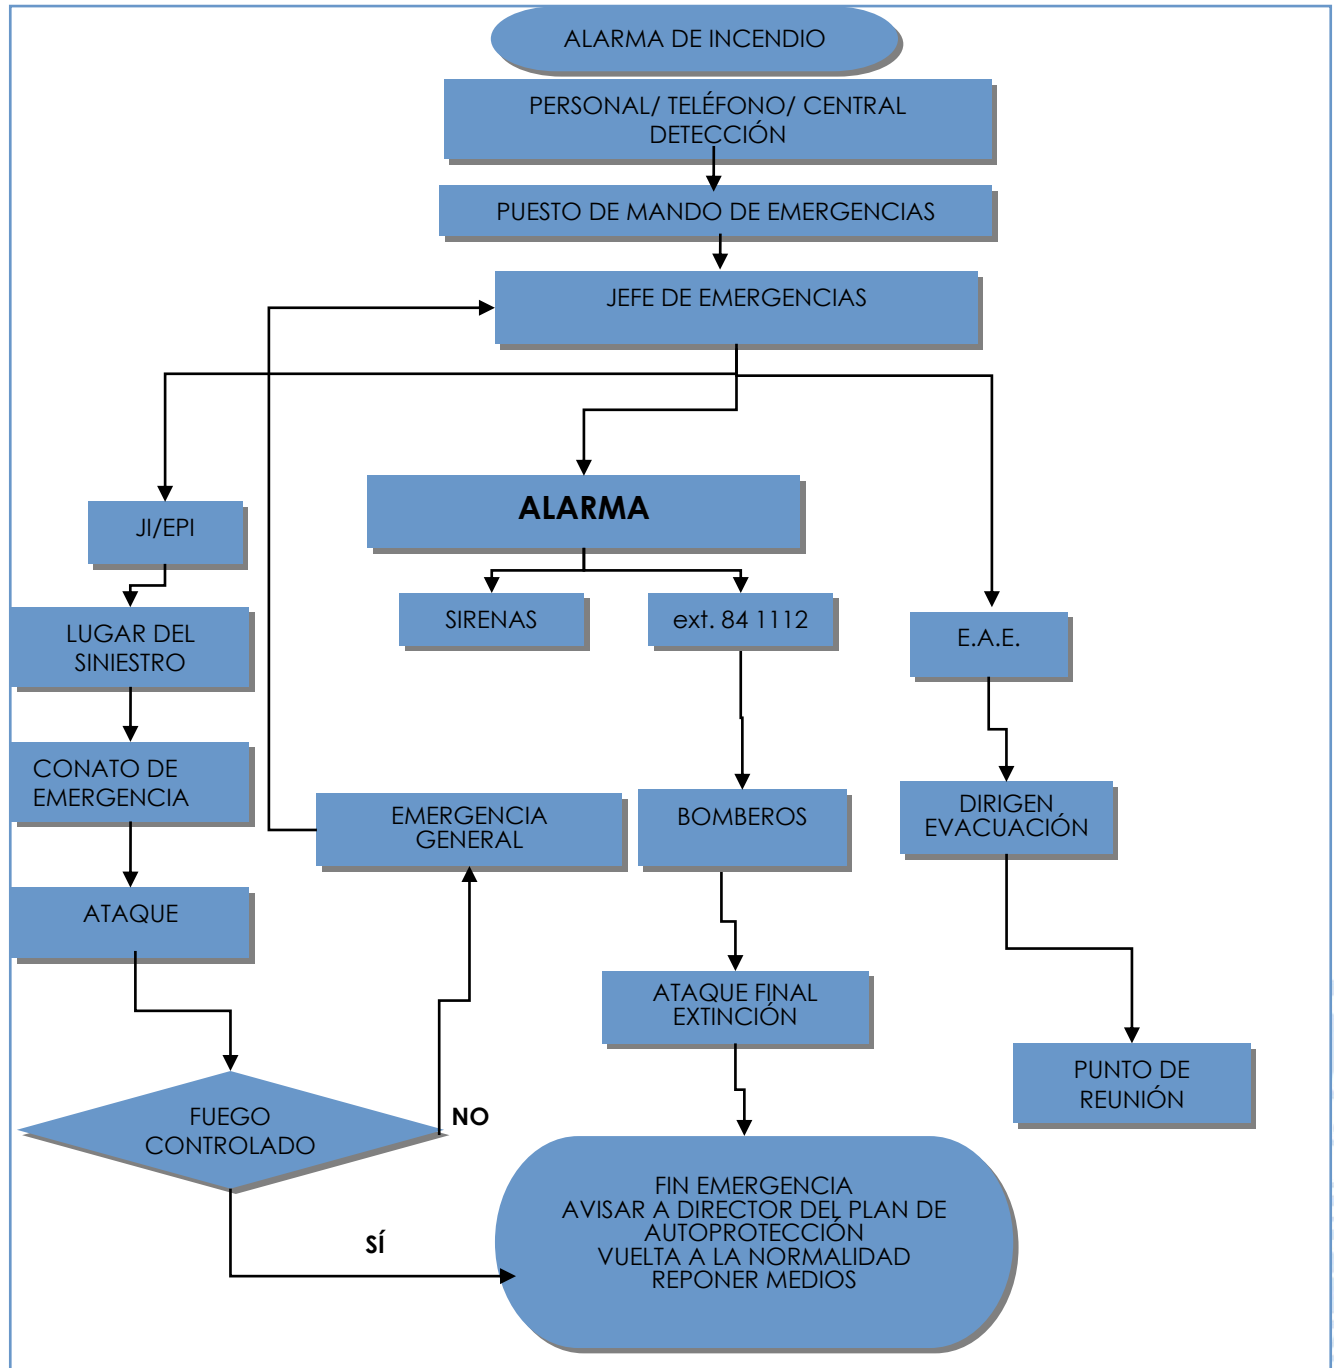 ALARMA DE INCENDIO
PERSONAL/ TELÉFONO/ CENTRAL
DETECCIÓN
PUESTO DE MANDO DE EMERGENCIAS
JEFE DE EMERGENCIAS
ALARMA
JI/EPI
SIRENAS
ext. 84 1112
E.A.E.
LUGAR DEL
SINIESTRO
CONATO DE
EMERGENCIA
EMERGENCIA
GENERAL
BOMBEROS
DIRIGEN
EVACUACIÓN
ATAQUE
ATAQUE FINAL
EXTINCIÓN
PUNTO DE
REUNIÓN
FUEGO
CONTROLADO
NO
SÍ
FIN EMERGENCIA
AVISAR A DIRECTOR DEL PLAN DE
AUTOPROTECCIÓN
VUELTA A LA NORMALIDAD
REPONER MEDIOS